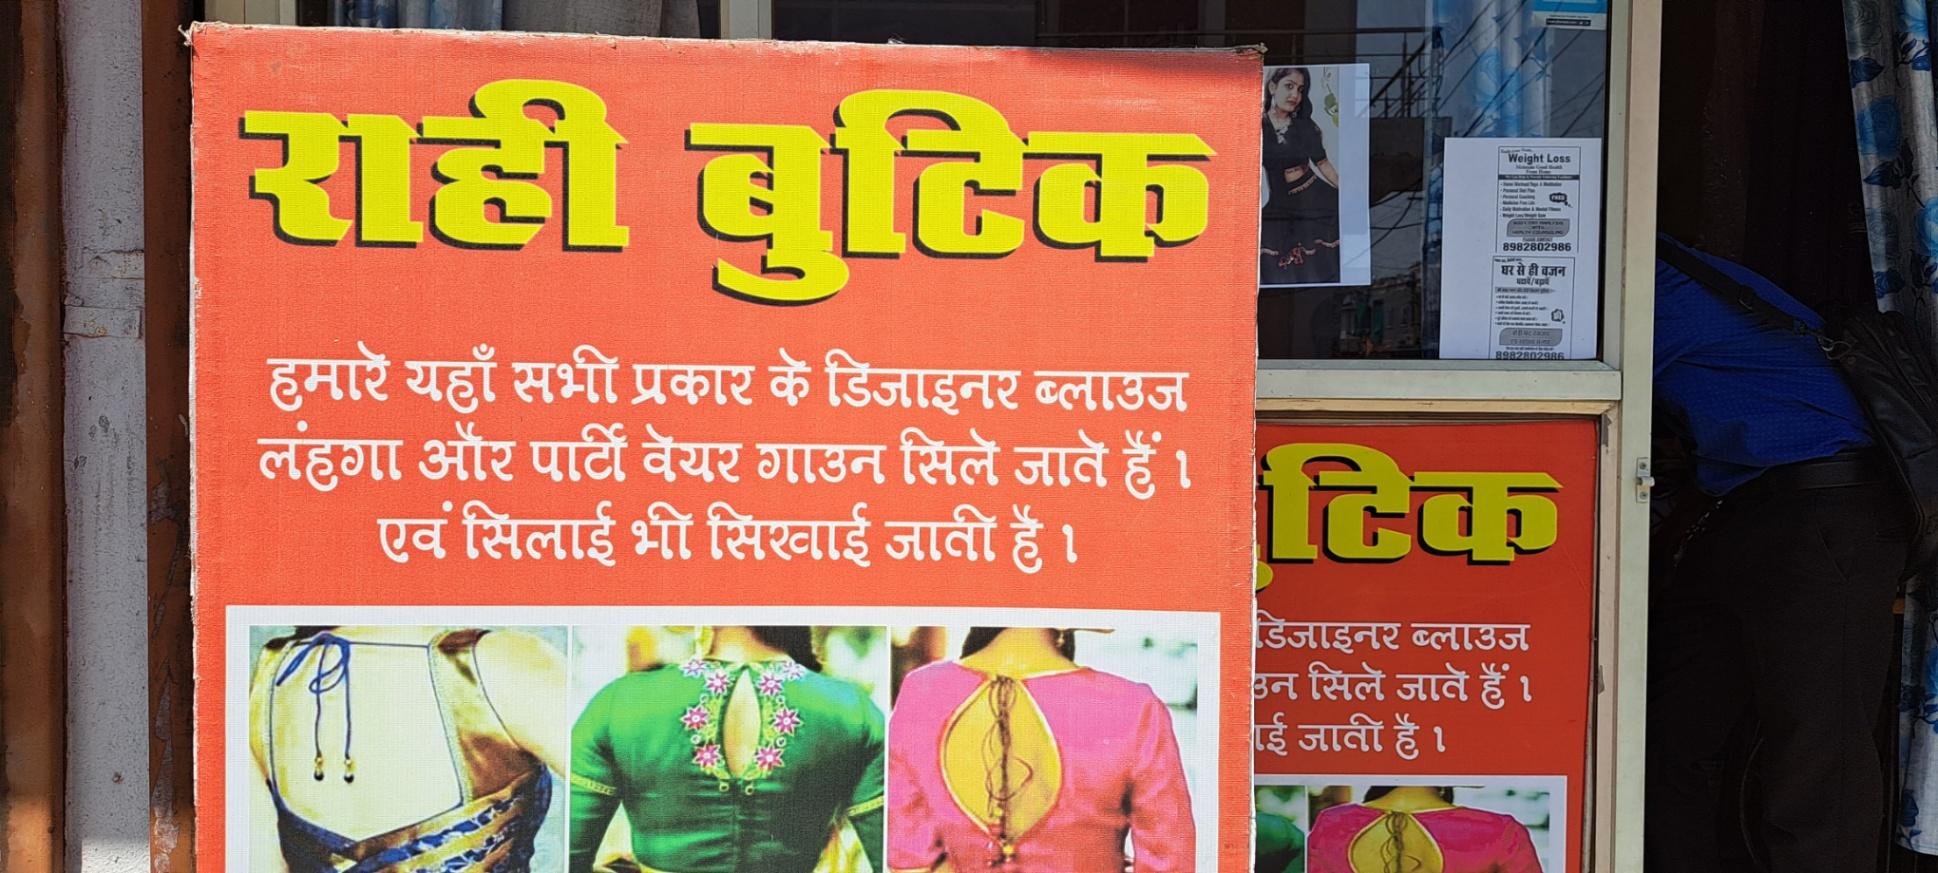 राही बुटिक
हमारे यहाँ सभी प्रकार के डिजाइनर ब्लाउज
लंहगा और पार्टी वेयर गाउन सिले जाते हैं ।
एवं सिलाई भी सिखाई जाती है ।
Weight Loss
8982802986
घर से ही वजन
8982802986
बुटिक
डिजाइनर ब्लाउज
उन सिले जाते हैं ।
ई जाती है ।